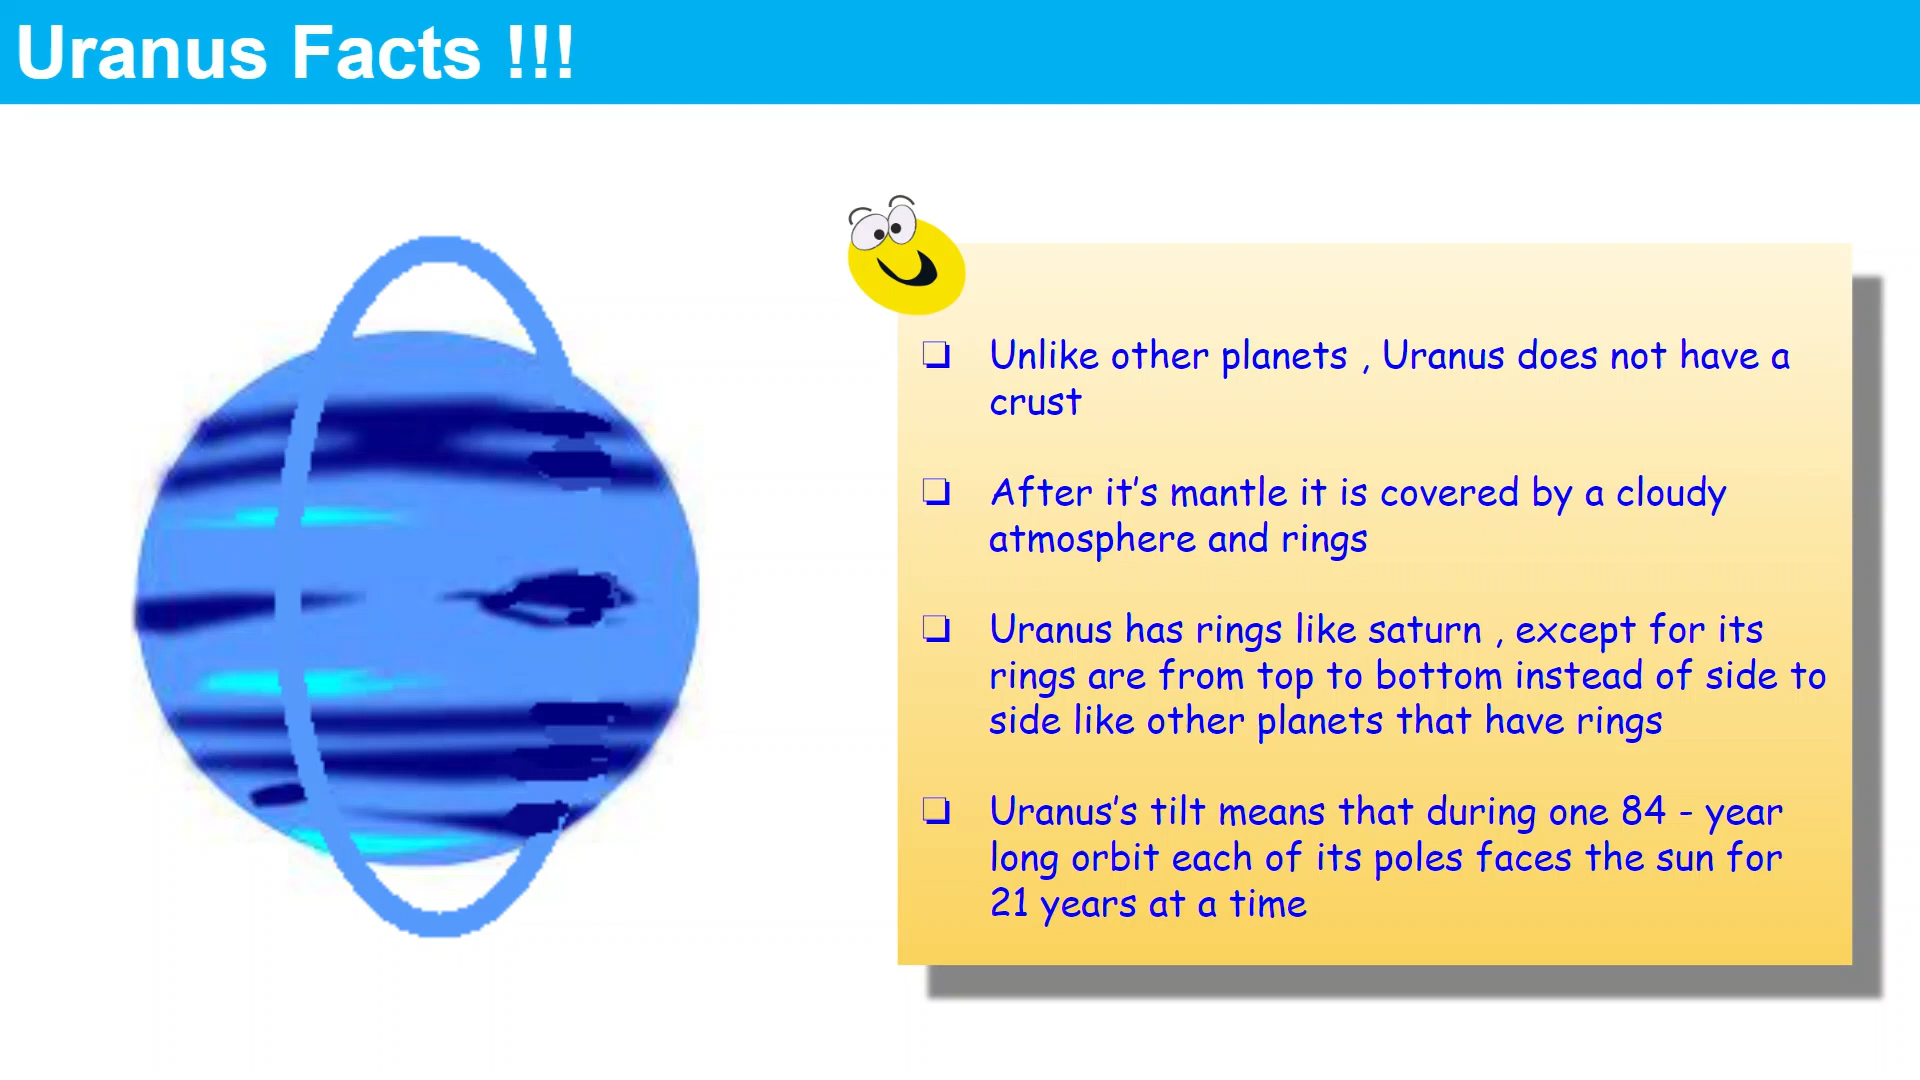 Uranus Facts !!!
❏ Unlike other planets , Uranus does not have a
crust
❏ After it’s mantle it is covered by a cloudy
atmosphere and rings
❏ Uranus has rings like saturn , except for its
rings are from top to bottom instead of side to
side like other planets that have rings
❏ Uranus’s tilt means that during one 84 - year
long orbit each of its poles faces the sun for
21 years at a time